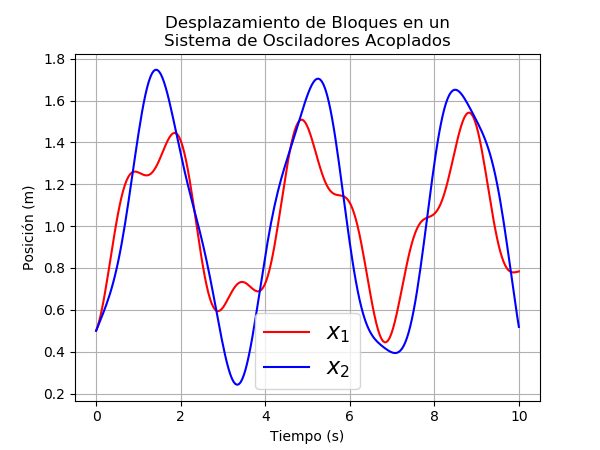 Desplazamiento de Bloques en un
Sistema de Osciladores Acoplados
Posición (m)
1.8
1.6
1.4
1.2
1.0
0.8
0.6
0.4
0.2
x₁
x₂
0 2 4 6 8 10
Tiempo (s)